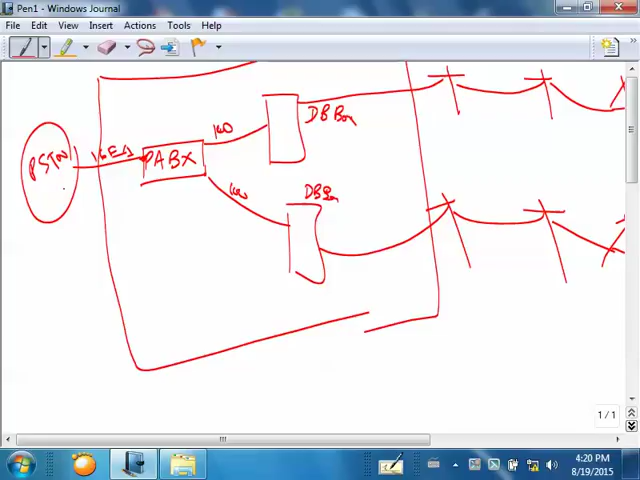 Pen1 - Windows Journal
File Edit View Insert Actions Tools Help
PSTN
16E1s
PABX
100
100
DB Box
DB Box
1 / 1
4:20 PM
8/19/2015